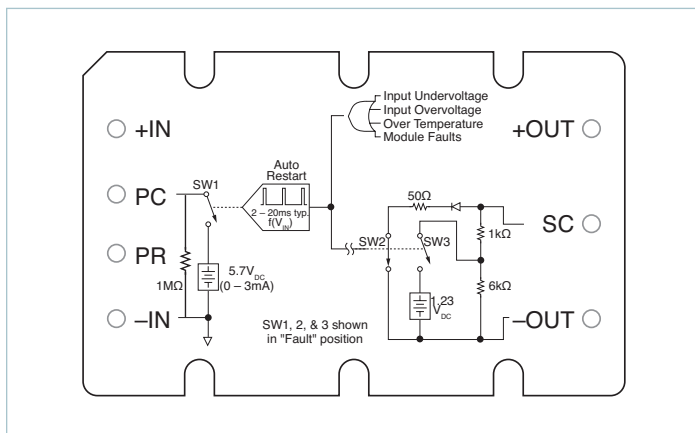 Input Undervoltage
Input Overvoltage
Over Temperature
Module Faults
+IN
+OUT
PC
SW1
Auto
Restart
2 – 20ms typ.
f(VIN)
50Ω
SC
1kΩ
SW2
SW3
PR
1MΩ
5.7VDC
(0 – 3mA)
1.23
VDC
6kΩ
–IN
–OUT
SW1, 2, & 3 shown
in "Fault" position